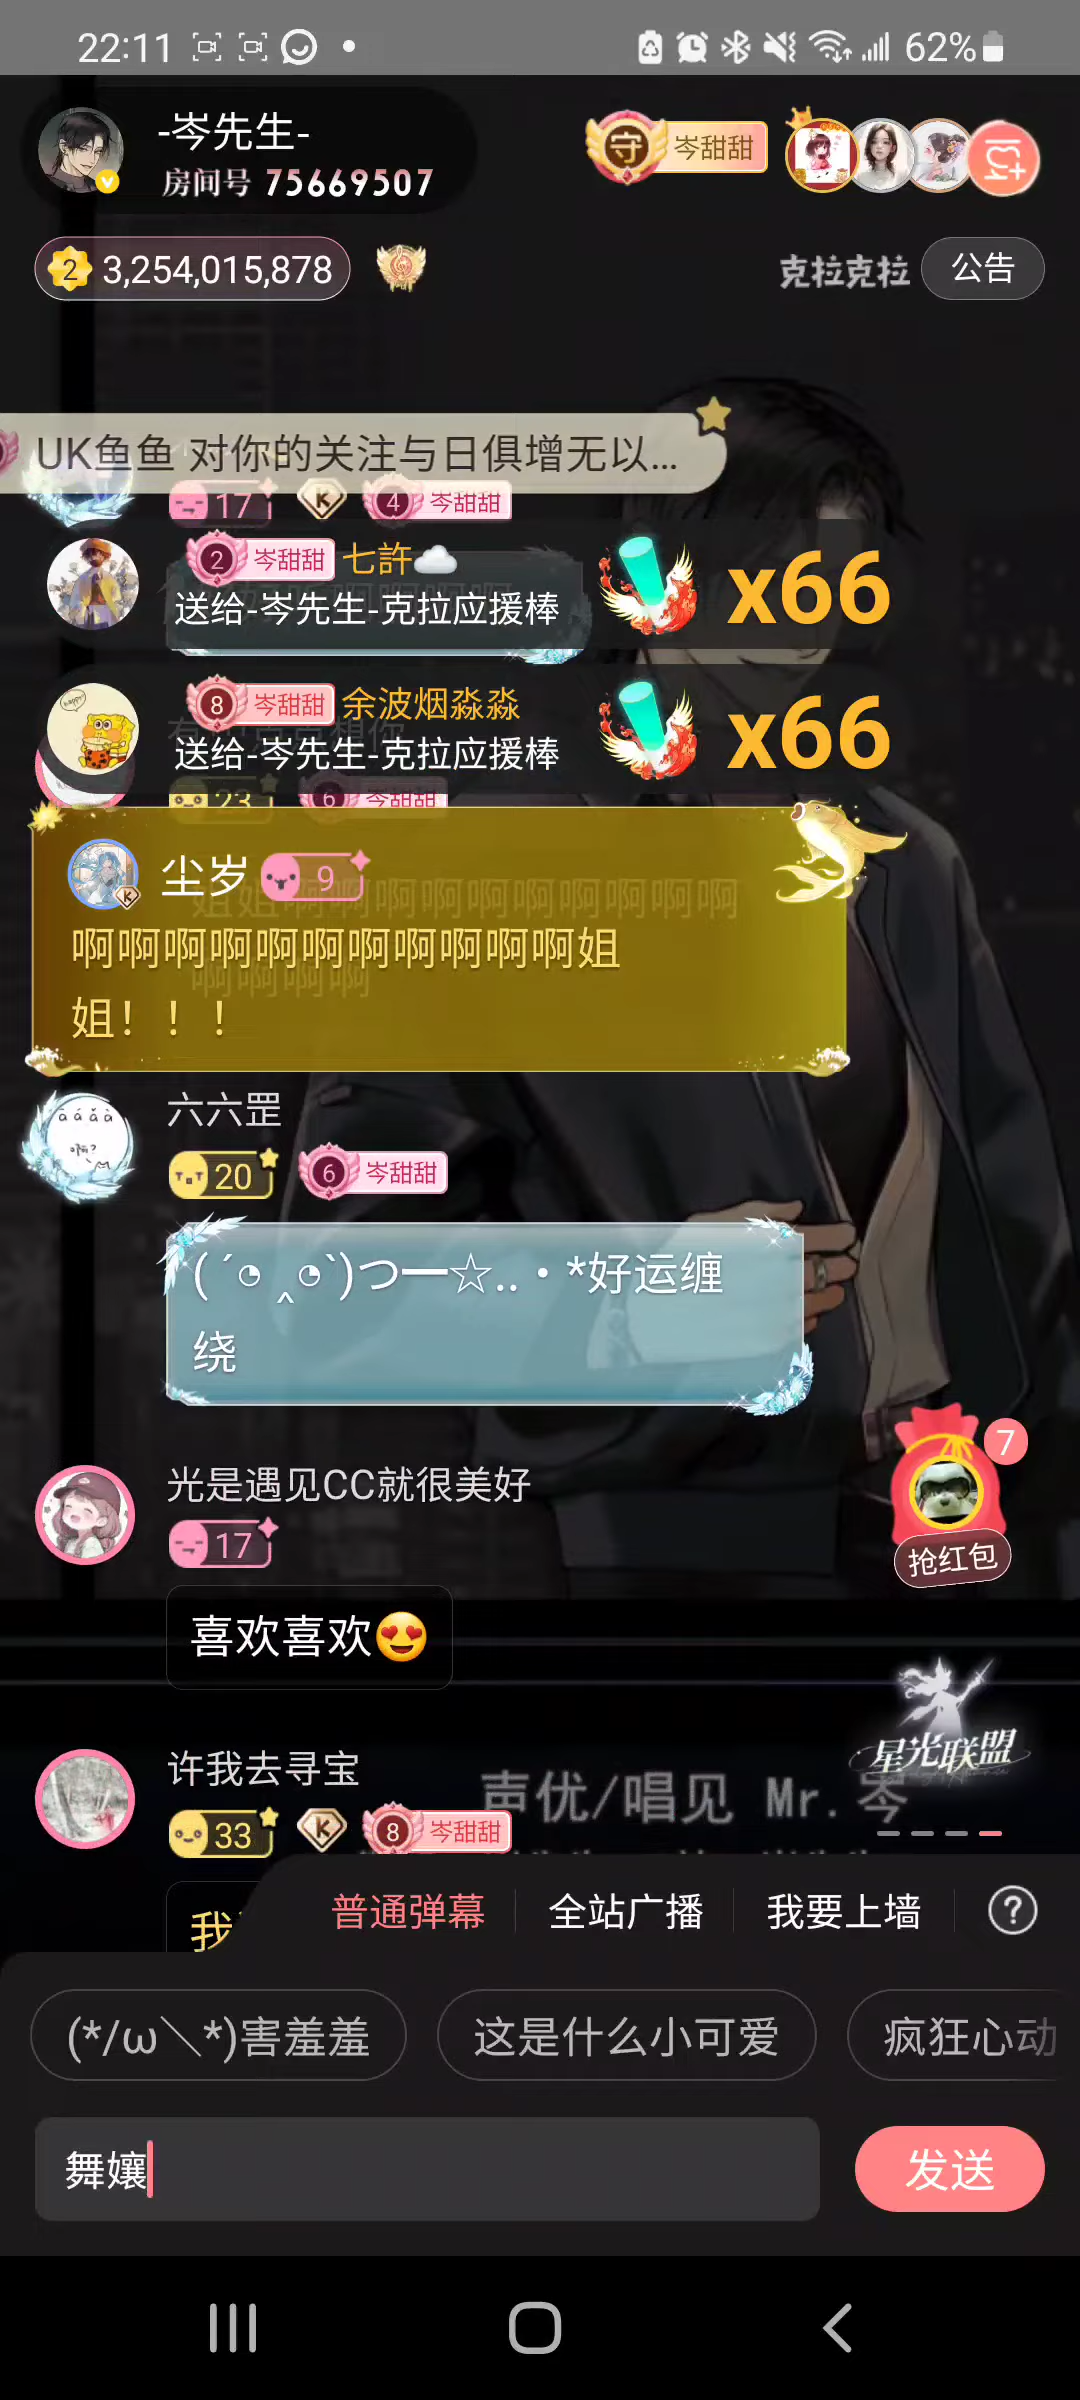 22:11
62%
-岑先生-
房间号 75669507
守 岑甜甜
2 3,254,015,878
克拉克拉
公告
UK鱼鱼 对你的关注与日俱增无以...
17 K 4 岑甜甜
2 岑甜甜 七許☁️
送给-岑先生-克拉应援棒
x66
8 岑甜甜 余波烟淼淼
送给-岑先生-克拉应援棒
x66
23 6 岑甜甜
尘岁 9
啊啊啊啊啊啊啊啊啊啊啊姐
姐！！！
六六罡
20 6 岑甜甜
(´◔‸◔`)つ━☆..・*好运缠
绕
光是遇见CC就很美好
17
喜欢喜欢😍
7
抢红包
星光联盟
许我去寻宝
33 K 8 岑甜甜
声优/唱见 Mr.岑
我
普通弹幕
全站广播
我要上墙
?
(*/ω＼*)害羞羞
这是什么小可爱
疯狂心动
舞孃
发送